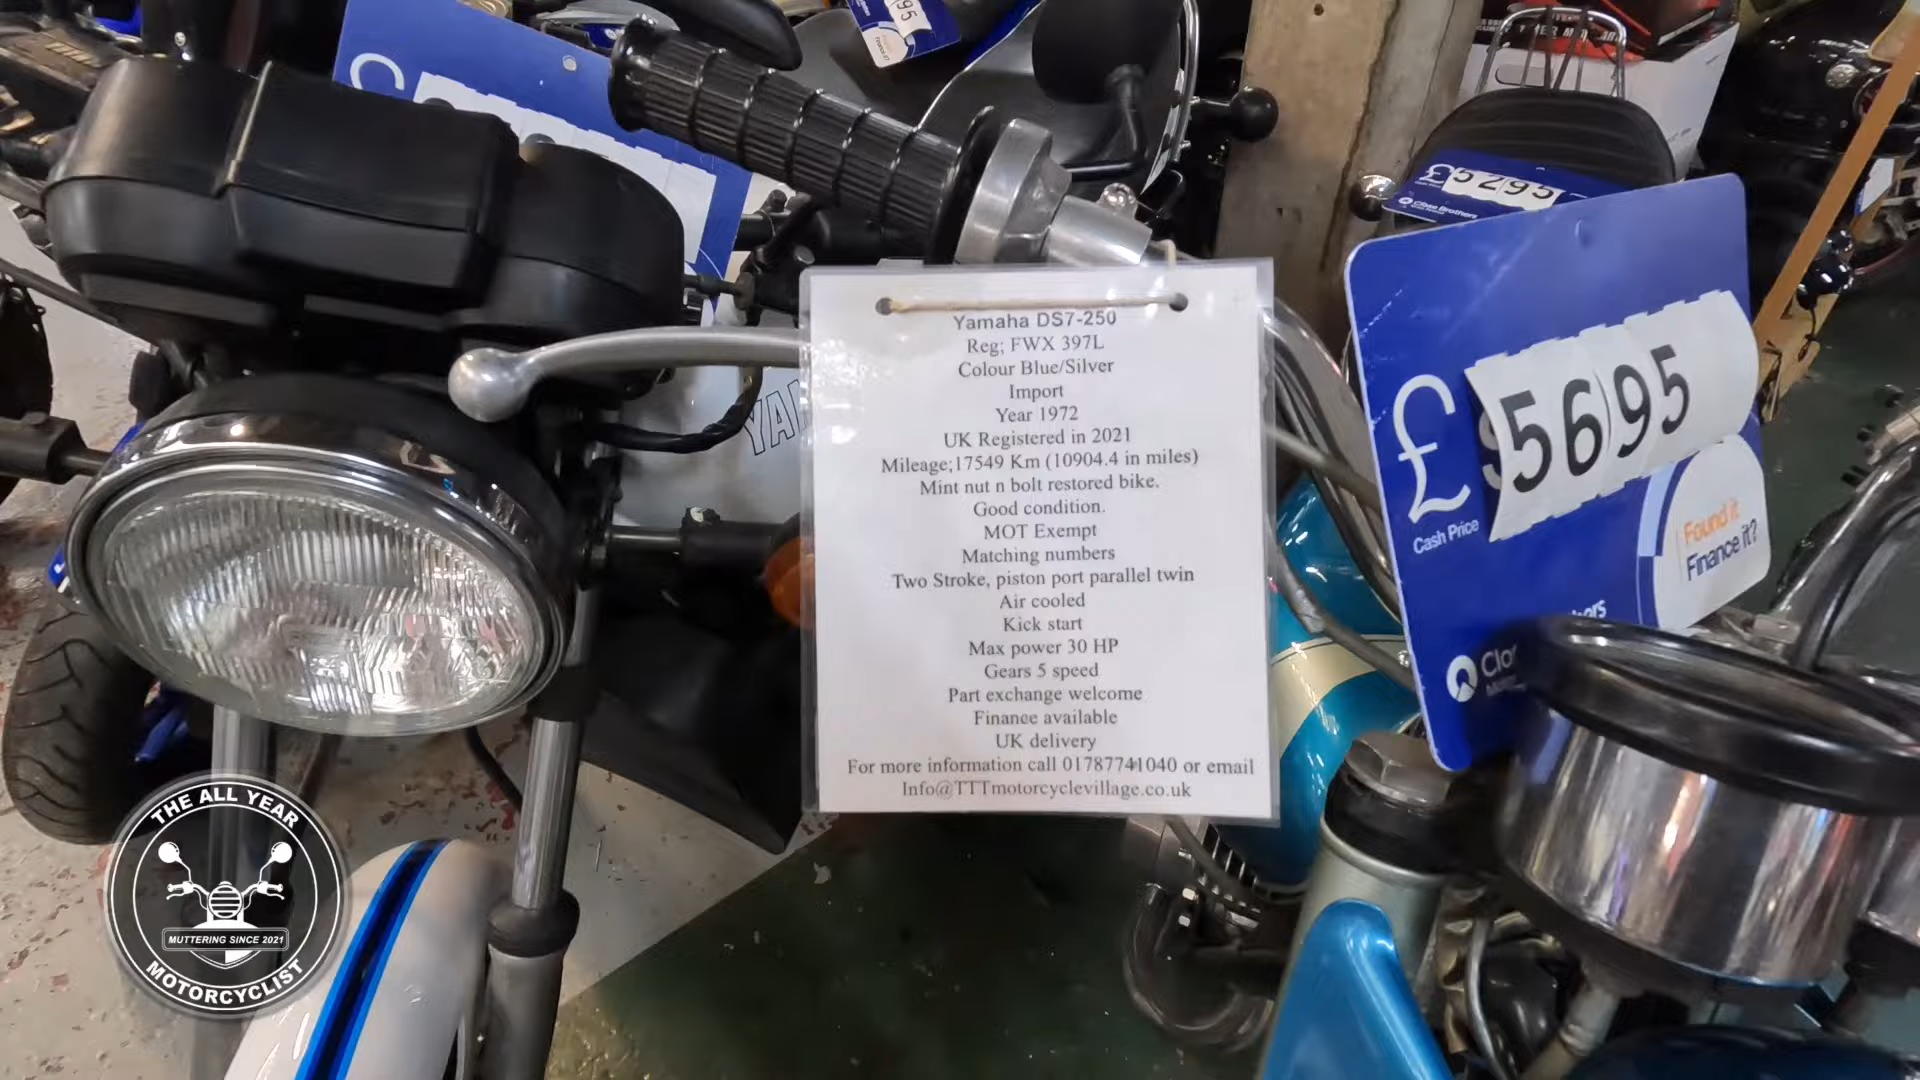 95
£
£
£5295
Close Brothers
YA
Yamaha DS7-250
Reg; FWX 397L
Colour Blue/Silver
Import
Year 1972
UK Registered in 2021
Mileage;17549 Km (10904.4 in miles)
Mint nut n bolt restored bike.
Good condition.
MOT Exempt
Matching numbers
Two Stroke, piston port parallel twin
Air cooled
Kick start
Max power 30 HP
Gears 5 speed
Part exchange welcome
Finance available
UK delivery
For more information call 01787741040 or email
Info@TTTmotorcyclevillage.co.uk
5695
Cash Price
Found it
Finance it?
THE ALL YEAR
MUTTERING SINCE 2021
MOTORCYCLIST